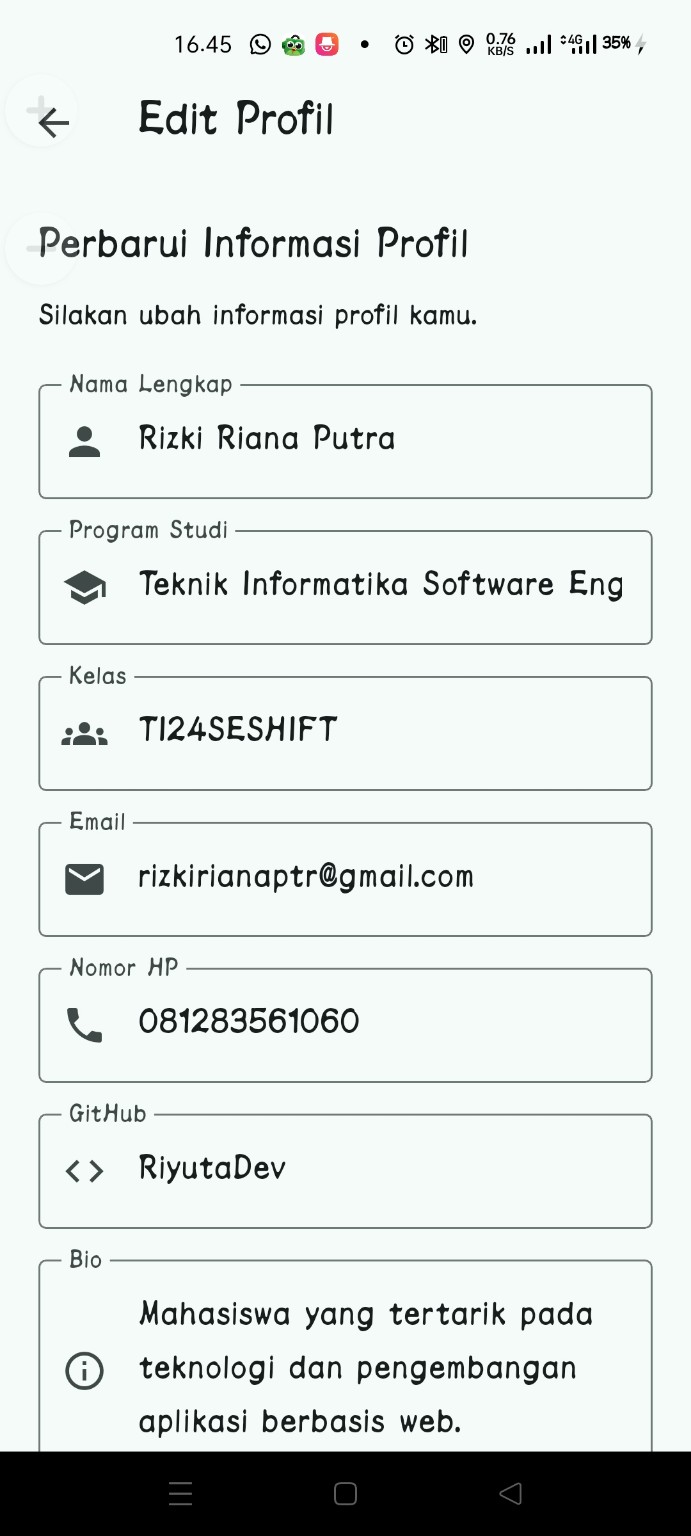 16.45 0.76 KB/S 4G 35%
Edit Profil
Perbarui Informasi Profil
Silakan ubah informasi profil kamu.
Nama Lengkap
Rizki Riana Putra
Program Studi
Teknik Informatika Software Eng
Kelas
TI24SESHIFT
Email
rizkirianaptr@gmail.com
Nomor HP
081283561060
GitHub
RiyutaDev
Bio
Mahasiswa yang tertarik pada
teknologi dan pengembangan
aplikasi berbasis web.